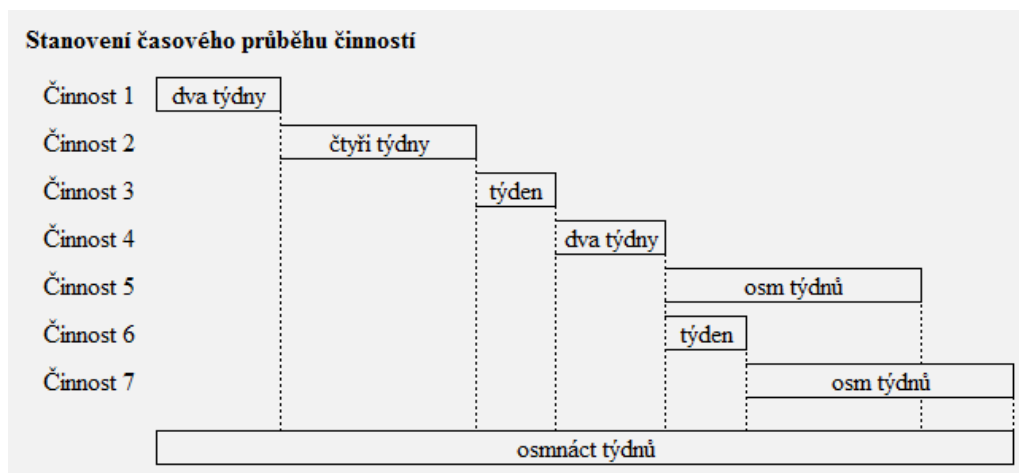 Stanovení časového průběhu činností
Činnost 1 dva týdny
Činnost 2 čtyři týdny
Činnost 3 týden
Činnost 4 dva týdny
Činnost 5 osm týdnů
Činnost 6 týden
Činnost 7 osm týdnů
osmnáct týdnů